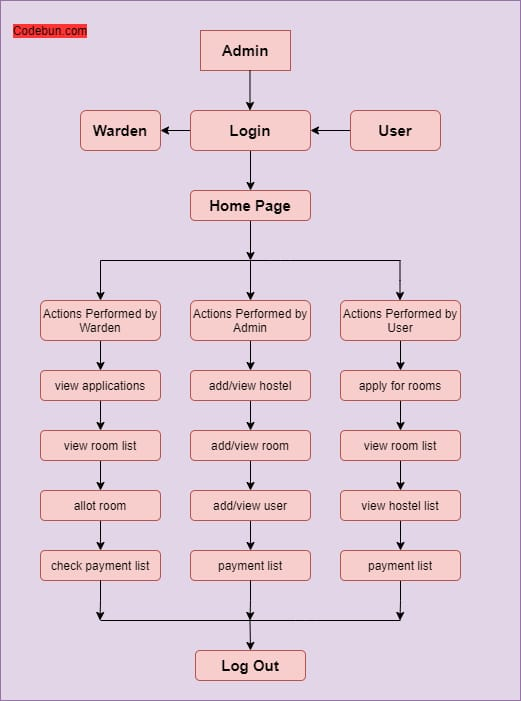 Codebun.com
Admin
Warden
Login
User
Home Page
Actions Performed by
Warden
Actions Performed by
Admin
Actions Performed by
User
view applications
add/view hostel
apply for rooms
view room list
add/view room
view room list
allot room
add/view user
view hostel list
check payment list
payment list
payment list
Log Out